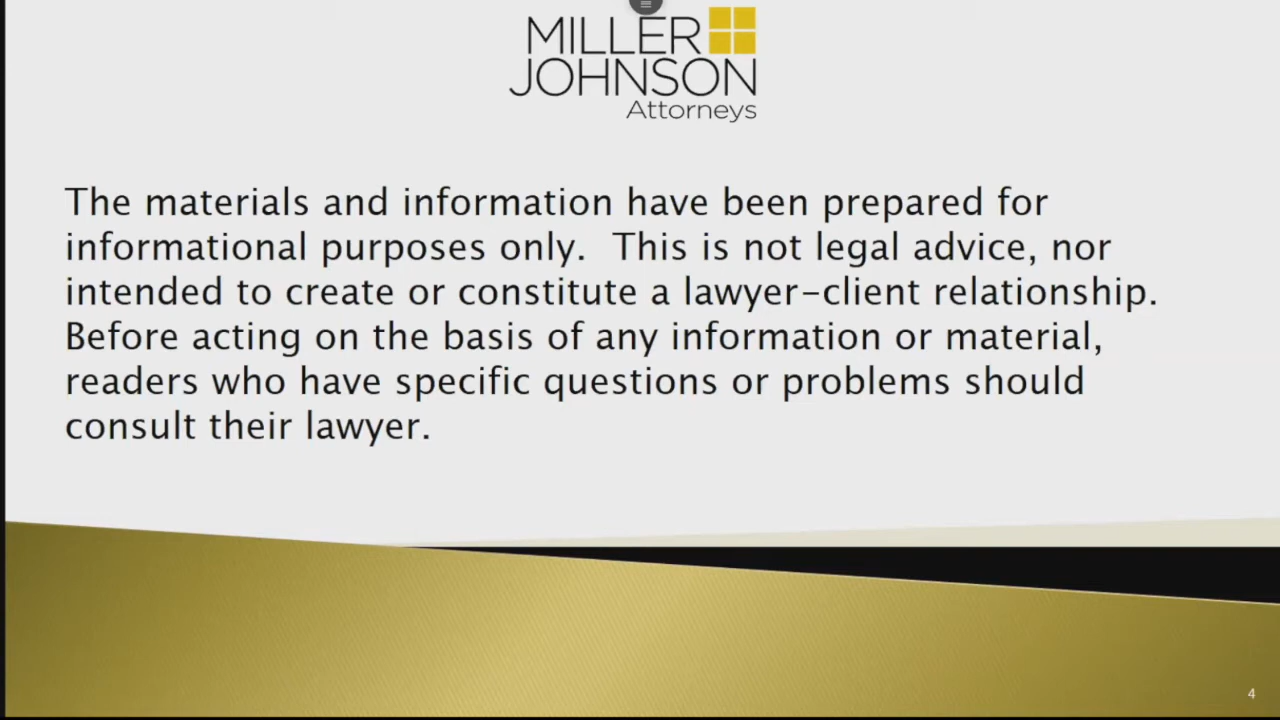 MILLER
JOHNSON
Attorneys
The materials and information have been prepared for
informational purposes only.  This is not legal advice, nor
intended to create or constitute a lawyer-client relationship.
Before acting on the basis of any information or material,
readers who have specific questions or problems should
consult their lawyer.
4